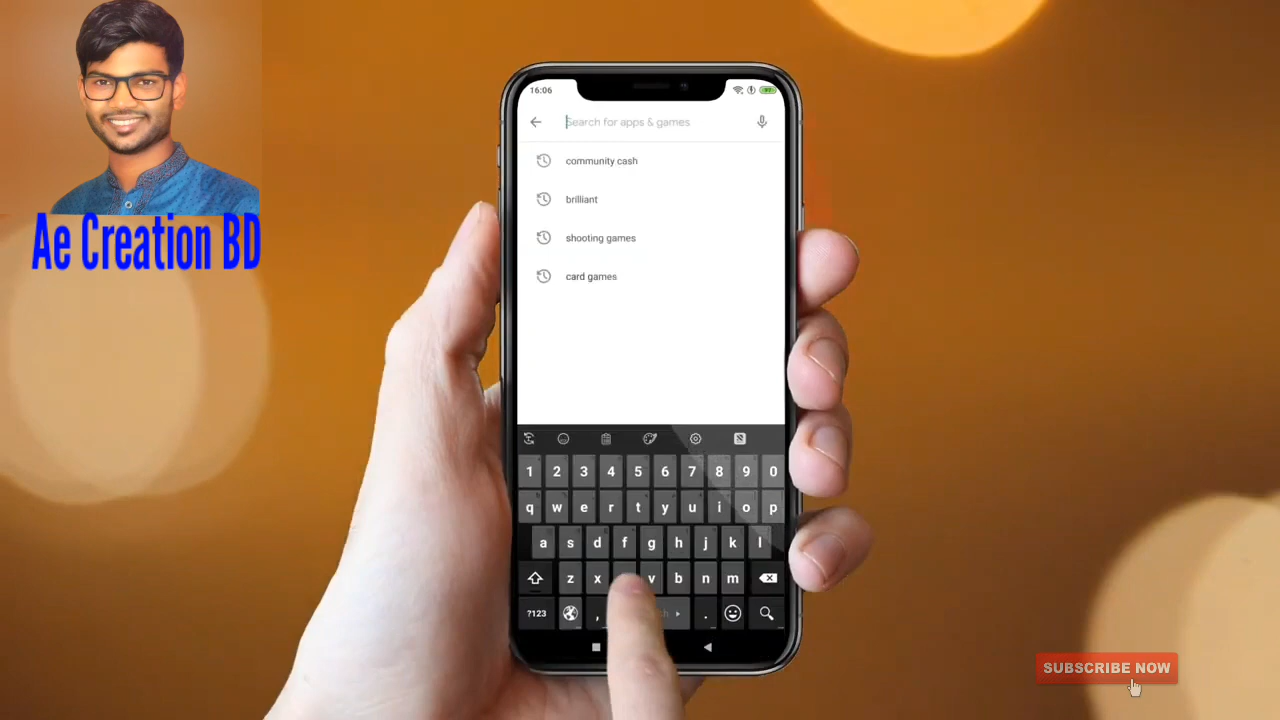 Ae Creation BD
16:06
Search for apps & games
community cash
brilliant
shooting games
card games
1 2 3 4 5 6 7 8 9 0
q w e r t y u i o p
a s d f g h j k l
z x v b n m
?123 , .
SUBSCRIBE NOW